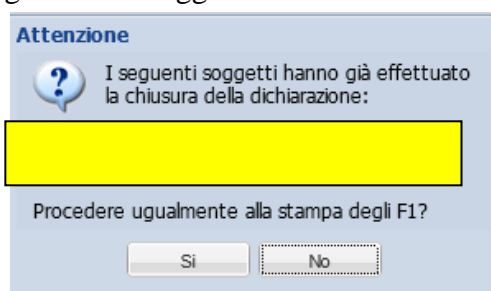 Attenzione
I seguenti soggetti hanno già effettuato
la chiusura della dichiarazione:
Procedere ugualmente alla stampa degli F1?
Si
No